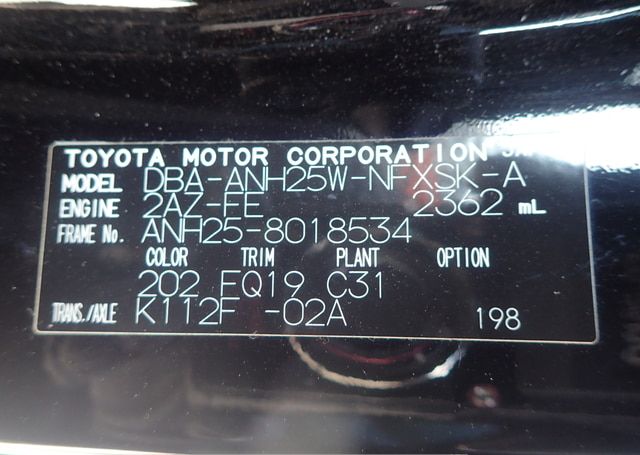 TOYOTA MOTOR CORPORATION
MODEL DBA-ANH25W-NFXSK-A
ENGINE 2AZ-FE 2362 mL
FRAME No. ANH25-8018534
COLOR TRIM PLANT OPTION
202 FQ19 C31
TRANS./AXLE K112F -02A 198